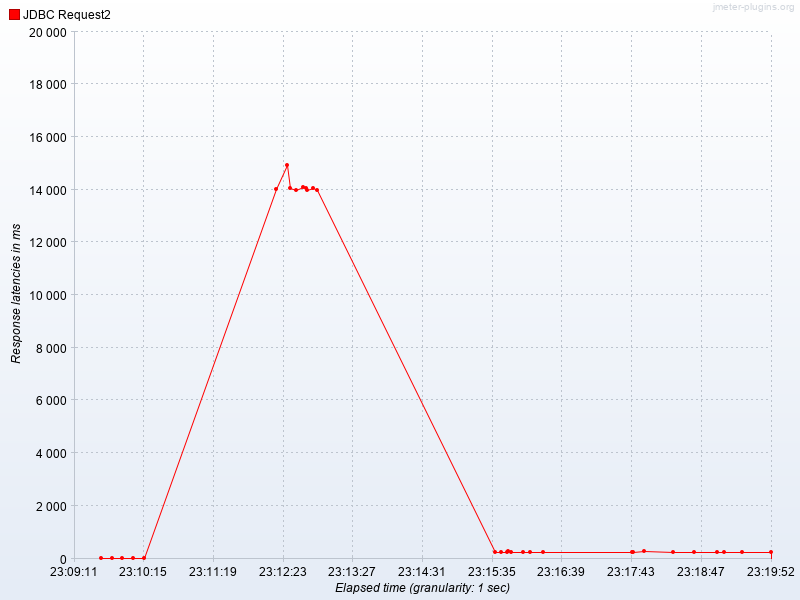 jmeter-plugins.org
JDBC Request2
20 000
18 000
16 000
14 000
12 000
10 000
8 000
6 000
4 000
2 000
0
Response latencies in ms
23:09:11 23:10:15 23:11:19 23:12:23 23:13:27 23:14:31 23:15:35 23:16:39 23:17:43 23:18:47 23:19:52
Elapsed time (granularity: 1 sec)